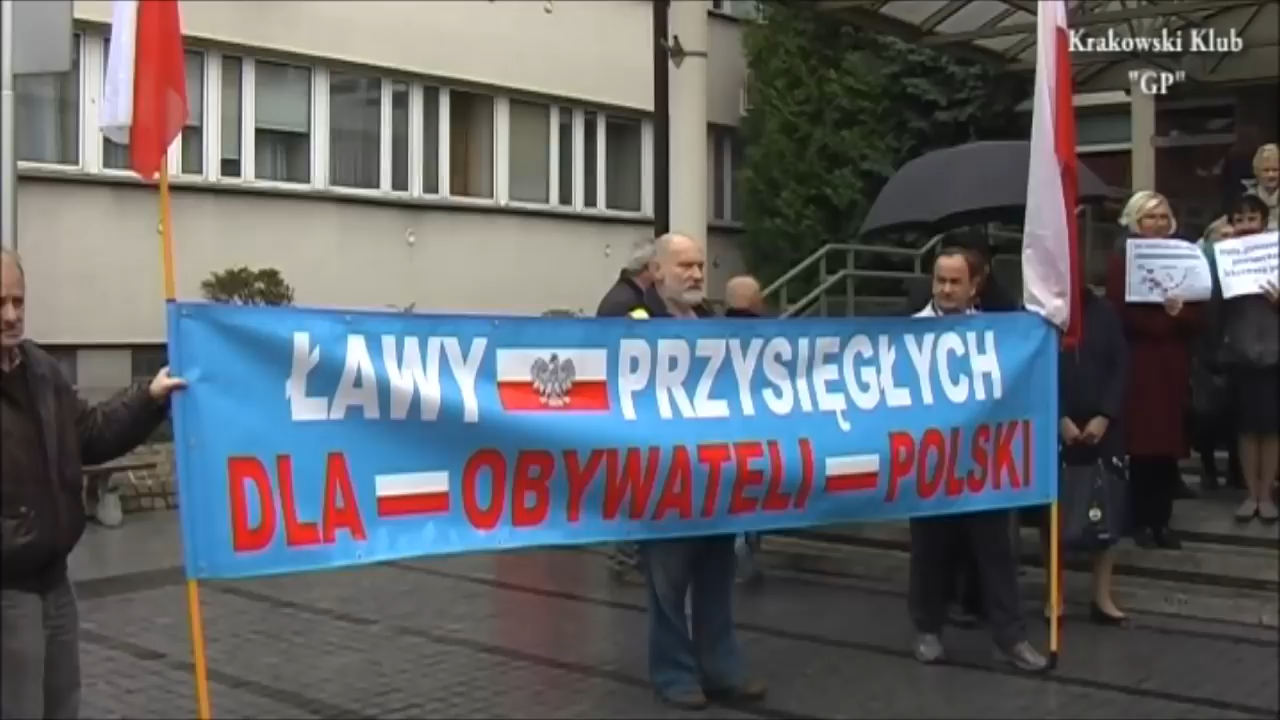 Krakowski Klub
"GP"
ŁAWY PRZYSIĘGŁYCH
DLA - OBYWATELI - POLSKI